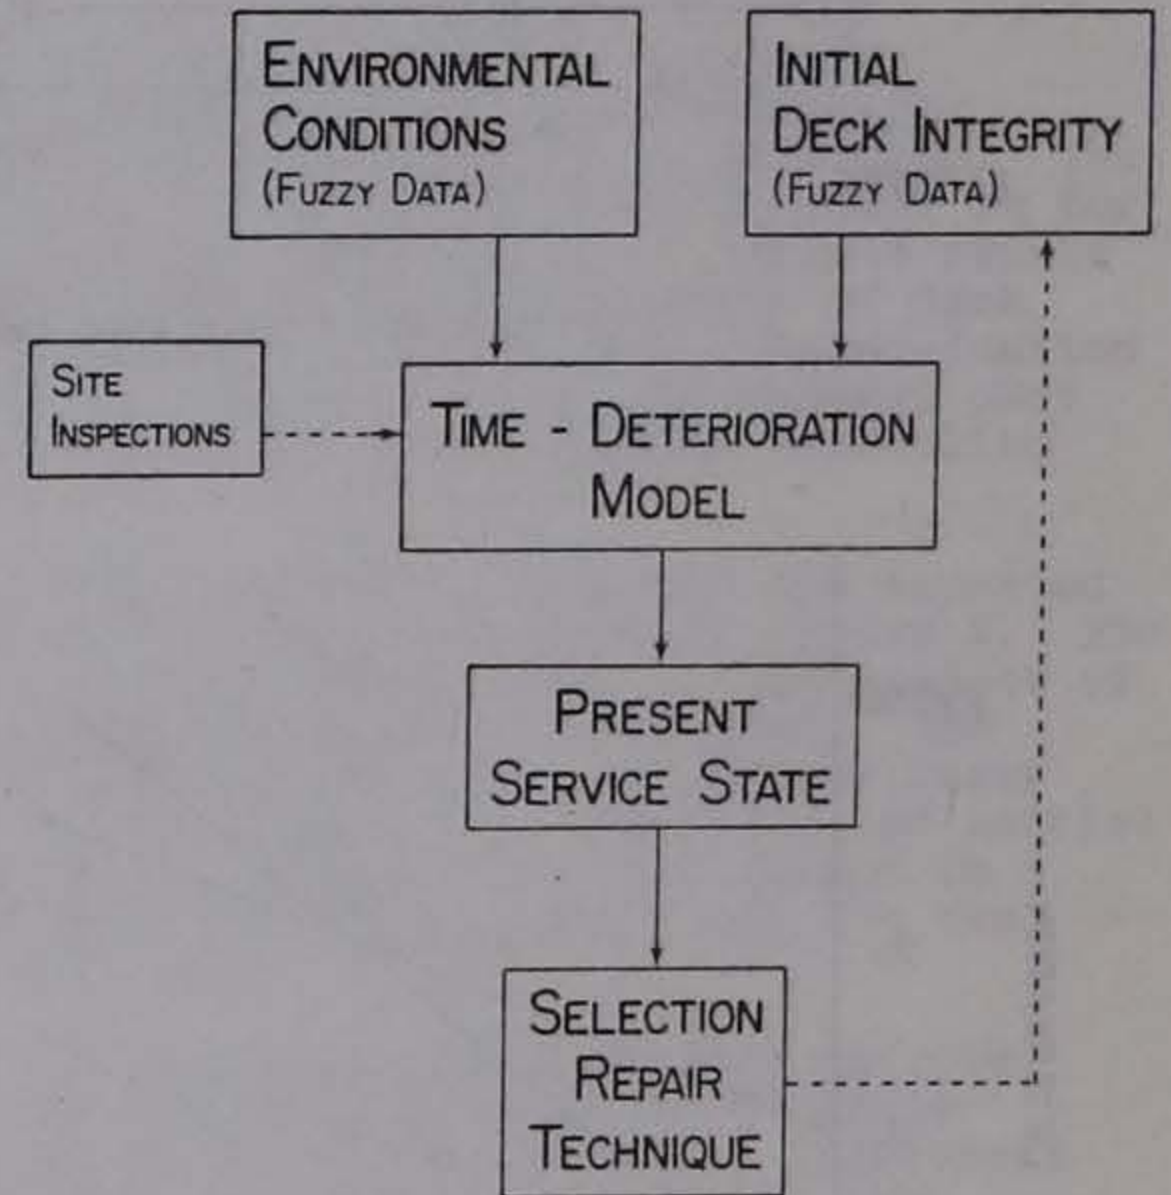 ENVIRONMENTAL
CONDITIONS
(FUZZY DATA)
INITIAL
DECK INTEGRITY
(FUZZY DATA)
SITE
INSPECTIONS
TIME - DETERIORATION
MODEL
PRESENT
SERVICE STATE
SELECTION
REPAIR
TECHNIQUE